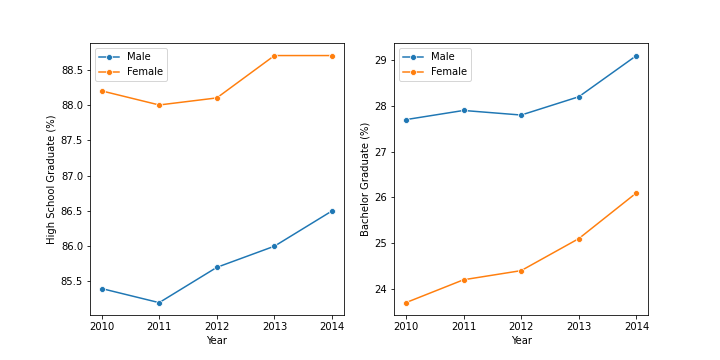 High School Graduate (%)
88.5
88.0
87.5
87.0
86.5
86.0
85.5
Male
Female
2010 2011 2012 2013 2014
Year
Bachelor Graduate (%)
29
28
27
26
25
24
Male
Female
2010 2011 2012 2013 2014
Year